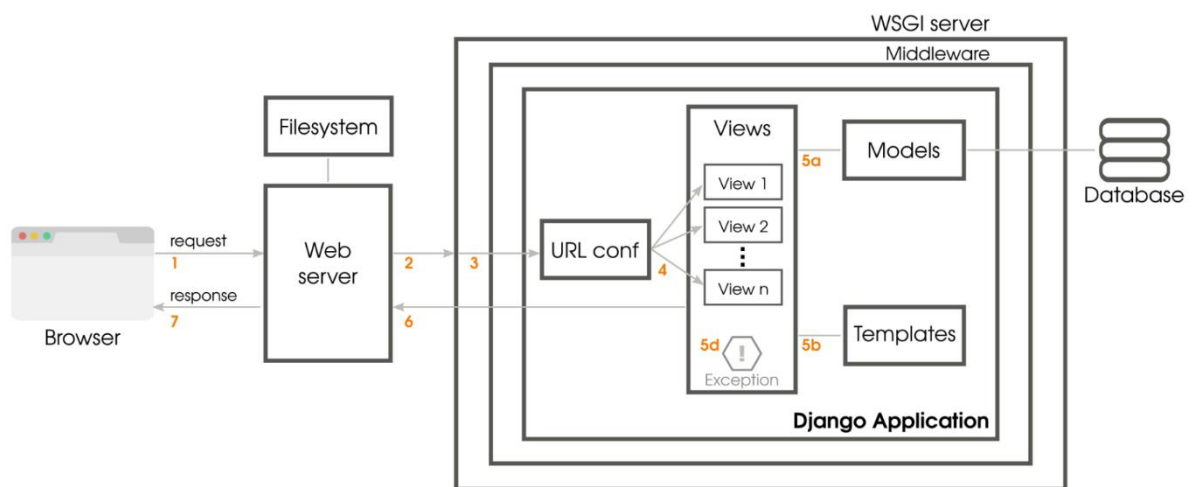 WSGI server
Middleware
Filesystem
Views
5a
Models
View 1
Database
request
1
Web
server
2
3
URL conf
4
View 2
View n
response
7
6
Browser
5d
!
Exception
5b
Templates
Django Application